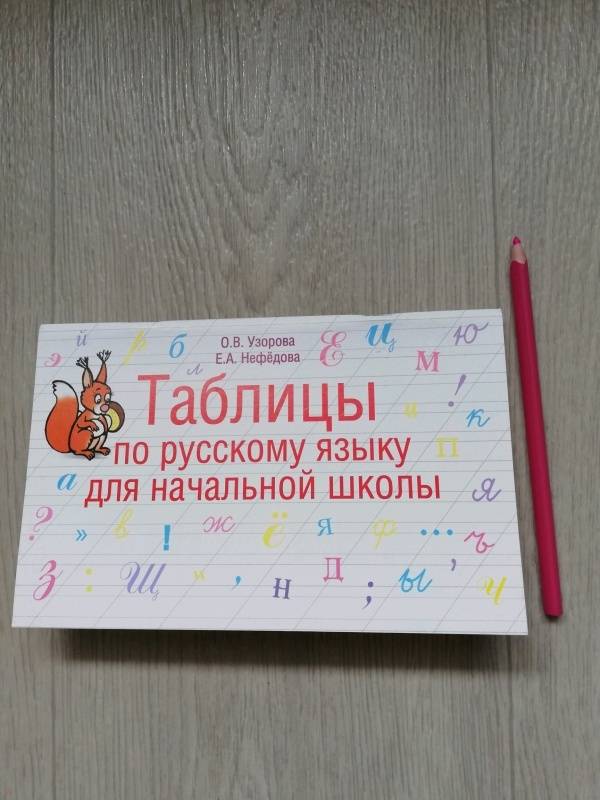 О.В. Узорова
Е.А. Нефёдова
Таблицы
по русскому языку
для начальной школы
э й р б л Е ц м ю
и ! к
п
а я
? » в ! ж ё я ф ... ъ
З : Щ « , н Д ; ы ' ч